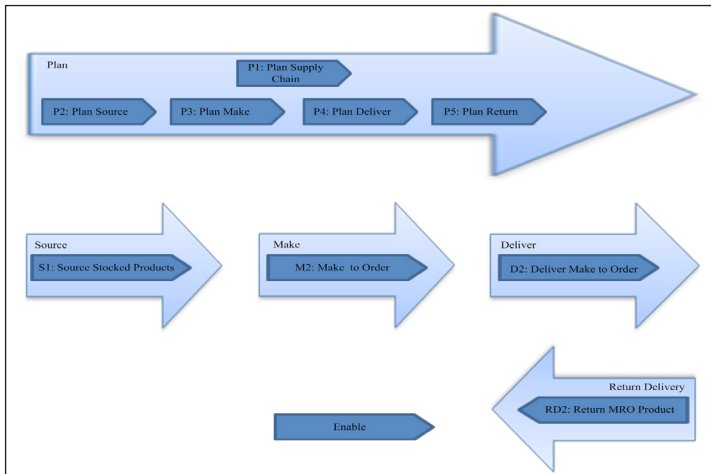 Plan
P1: Plan Supply
Chain
P2: Plan Source
P3: Plan Make
P4: Plan Deliver
P5: Plan Return
Source
S1: Source Stocked Products
Make
M2: Make to Order
Deliver
D2: Deliver Make to Order
Return Delivery
RD2: Return MRO Product
Enable